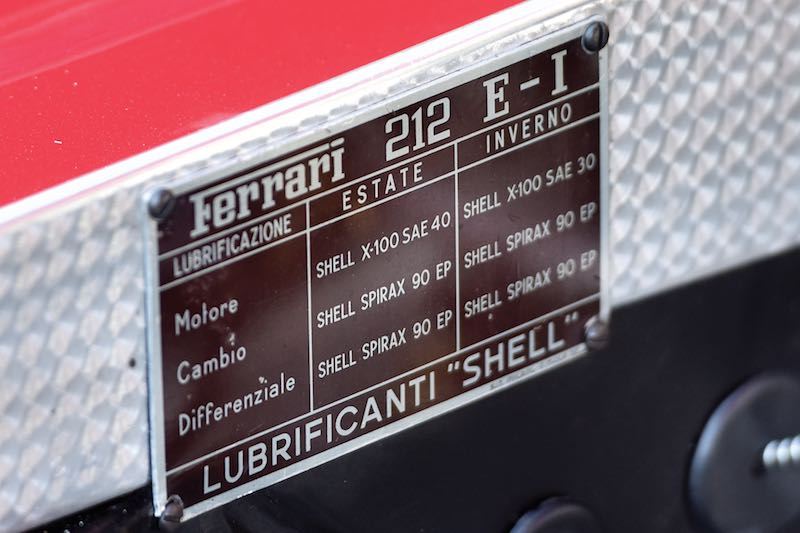 Ferrari 212 E-I
LUBRIFICAZIONE ESTATE INVERNO
Motore SHELL X-100 SAE 40 SHELL X-100 SAE 30
Cambio SHELL SPIRAX 90 EP SHELL SPIRAX 90 EP
Differenziale SHELL SPIRAX 90 EP SHELL SPIRAX 90 EP
LUBRIFICANTI "SHELL"